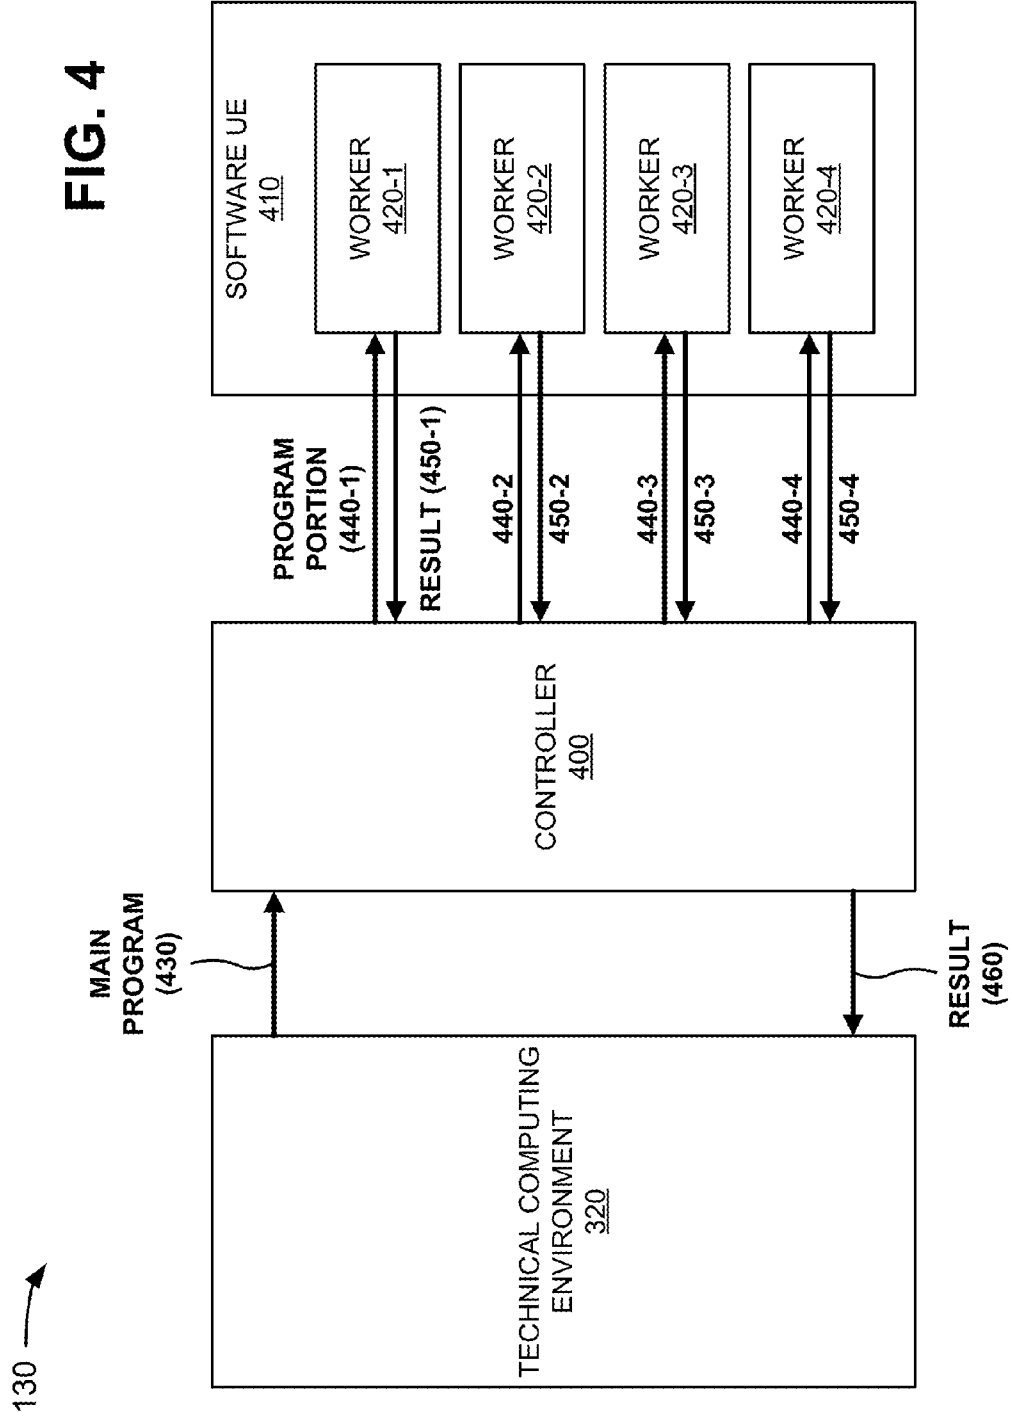 FIG. 4
130
TECHNICAL COMPUTING
ENVIRONMENT
320
MAIN
PROGRAM
(430)
RESULT
(460)
CONTROLLER
400
PROGRAM
PORTION
(440-1)
RESULT (450-1)
440-2
450-2
440-3
450-3
440-4
450-4
SOFTWARE UE
410
WORKER
420-1
WORKER
420-2
WORKER
420-3
WORKER
420-4